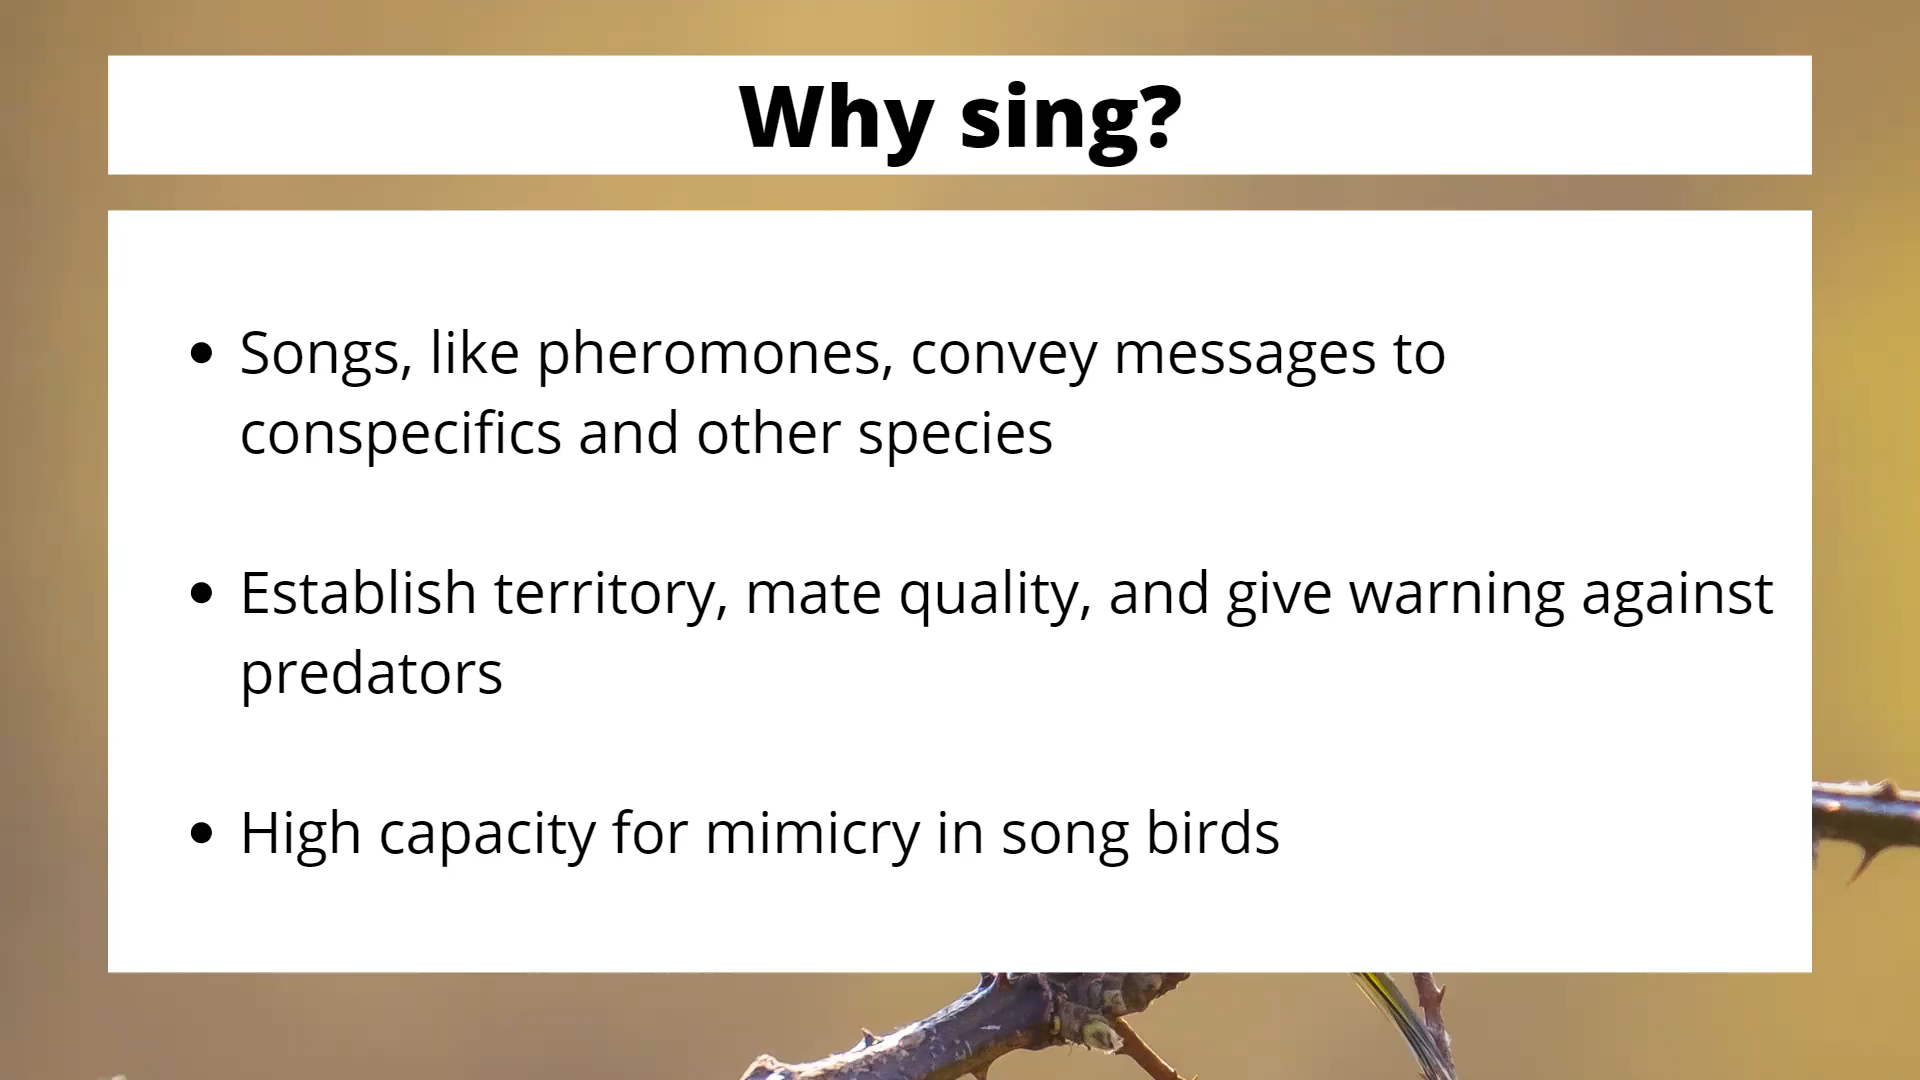 Why sing?
• Songs, like pheromones, convey messages to
conspecifics and other species
• Establish territory, mate quality, and give warning against
predators
• High capacity for mimicry in song birds